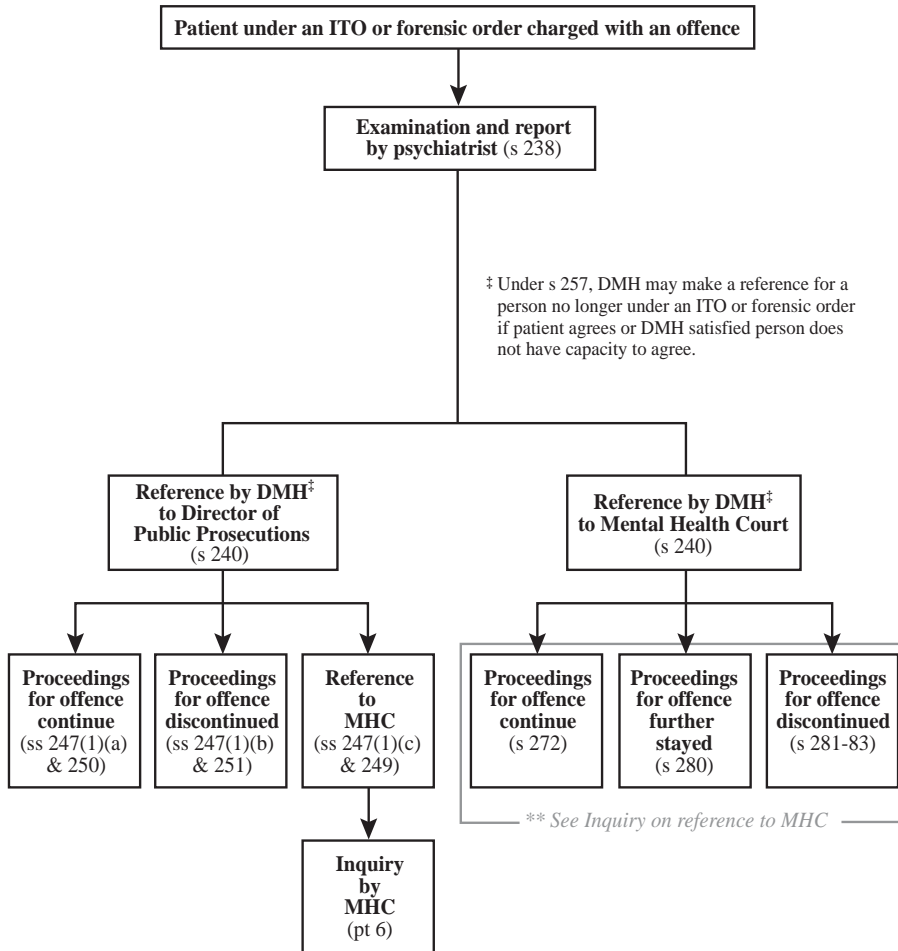 Patient under an ITO or forensic order charged with an offence
Examination and report
by psychiatrist (s 238)
‡ Under s 257, DMH may make a reference for a
person no longer under an ITO or forensic order
if patient agrees or DMH satisfied person does
not have capacity to agree.
Reference by DMH‡
to Director of
Public Prosecutions
(s 240)
Reference by DMH‡
to Mental Health Court
(s 240)
Proceedings
for offence
continue
(ss 247(1)(a)
& 250)
Proceedings
for offence
discontinued
(ss 247(1)(b)
& 251)
Reference
to
MHC
(ss 247(1)(c)
& 249)
Proceedings
for offence
continue
(s 272)
Proceedings
for offence
further
stayed
(s 280)
Proceedings
for offence
discontinued
(s 281-83)
** See Inquiry on reference to MHC
Inquiry
by
MHC
(pt 6)